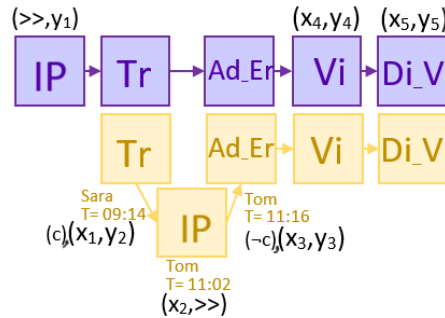 (>>,y₁)
(x₄,y₄)
(x₅,y₅)
IP
Tr
Ad_Er
Vi
Di_V
Tr
Ad_Er
Vi
Di_V
Sara
T= 09:14
IP
Tom
T= 11:16
(c),(x₁,y₂)
(¬c),(x₃,y₃)
Tom
T= 11:02
(x₂,>>)